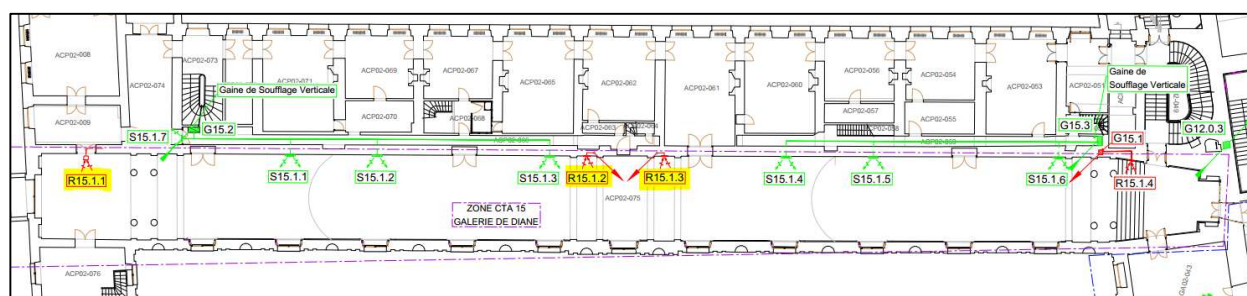 ACP02-008
ACP02-074
ACP02-073
ACP02-071
ACP02-069
ACP02-067
ACP02-065
ACP02-062
ACP02-061
ACP02-060
ACP02-056
ACP02-054
ACP02-053
ACP02-051
Gaine de
Soufflage Verticale
Gaine de Soufflage Verticale
ACP02-009
ACP02-070
ACP02-068
ACP02-063
ACP02-057
ACP02-055
S15.1.7
G15.2
G15.3
G15.1
G12.0.3
R15.1.1
S15.1.1
S15.1.2
S15.1.3
R15.1.2
R15.1.3
S15.1.4
S15.1.5
S15.1.6
R15.1.4
ACP02-075
ZONE CTA 15
GALERIE DE DIANE
ACP02-076